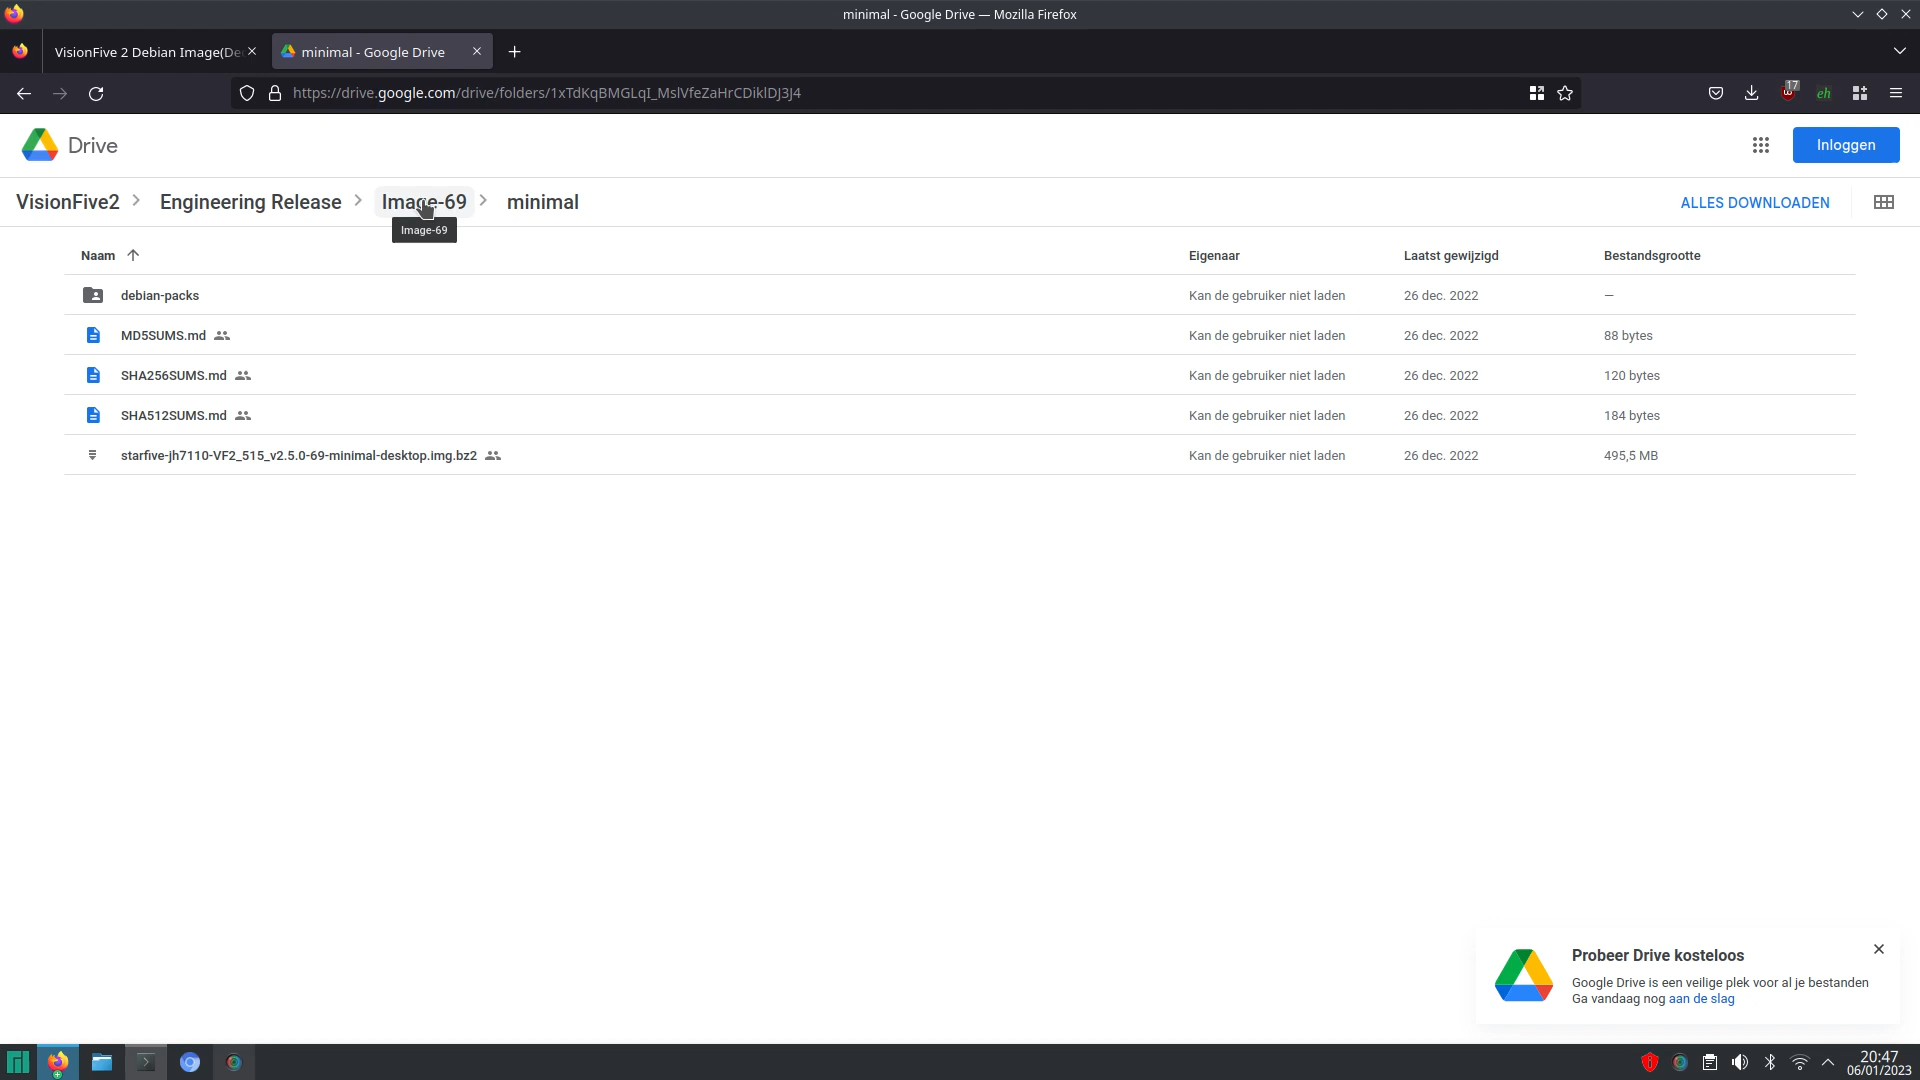 minimal - Google Drive — Mozilla Firefox
VisionFive 2 Debian Image(De
minimal - Google Drive
https://drive.google.com/drive/folders/1xTdKqBMGLqI_MslVfeZaHrCDiklDJ3J4
17
eh
Drive
Inloggen
VisionFive2 Engineering Release Image-69 minimal
ALLES DOWNLOADEN
Image-69
Naam Eigenaar Laatst gewijzigd Bestandsgrootte
debian-packs Kan de gebruiker niet laden 26 dec. 2022 —
MD5SUMS.md Kan de gebruiker niet laden 26 dec. 2022 88 bytes
SHA256SUMS.md Kan de gebruiker niet laden 26 dec. 2022 120 bytes
SHA512SUMS.md Kan de gebruiker niet laden 26 dec. 2022 184 bytes
starfive-jh7110-VF2_515_v2.5.0-69-minimal-desktop.img.bz2 Kan de gebruiker niet laden 26 dec. 2022 495,5 MB
Probeer Drive kosteloos
Google Drive is een veilige plek voor al je bestanden
Ga vandaag nog aan de slag
20:47
06/01/2023